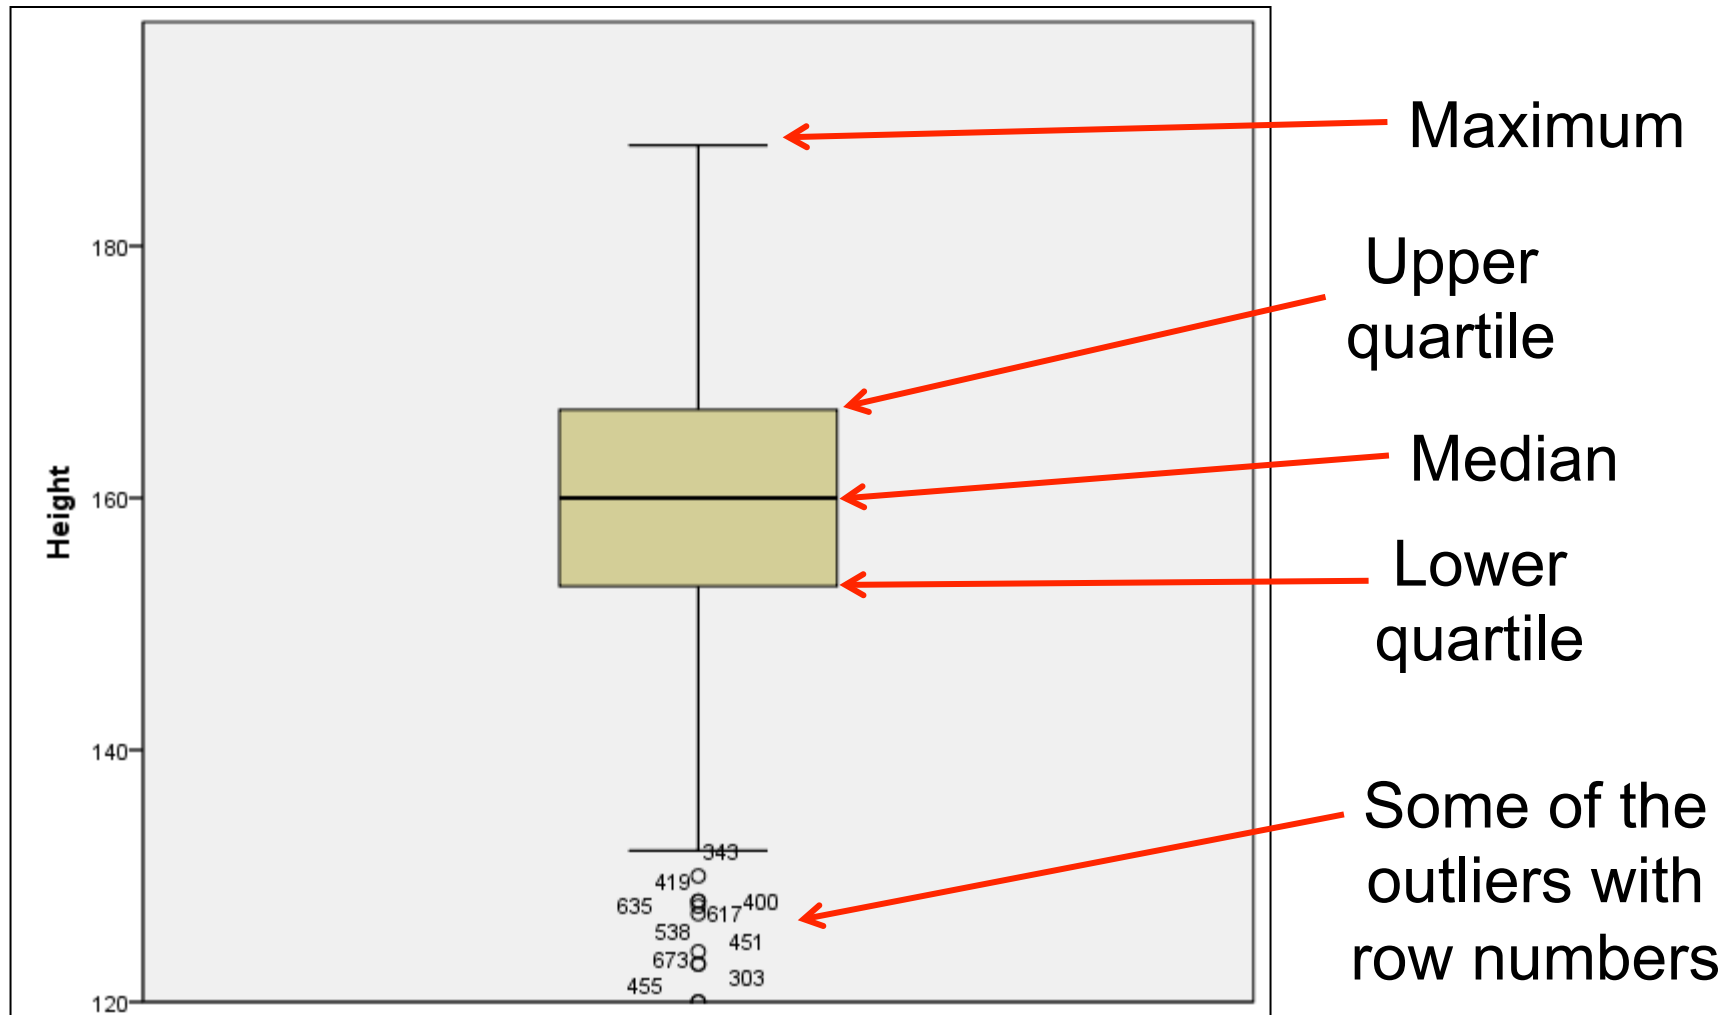 Maximum
180
Upper
quartile
Height
160
Median
Lower
quartile
140
Some of the
outliers with
row numbers
343
419
635
400
617
538
451
673
303
455
120